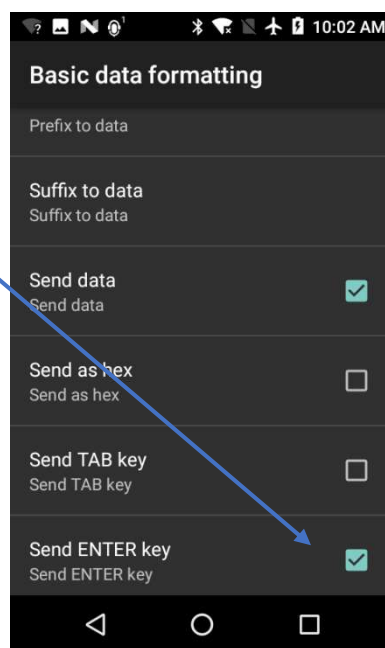 10:02 AM
Basic data formatting
Prefix to data
Suffix to data
Suffix to data
Send data
Send data
Send as hex
Send as hex
Send TAB key
Send TAB key
Send ENTER key
Send ENTER key